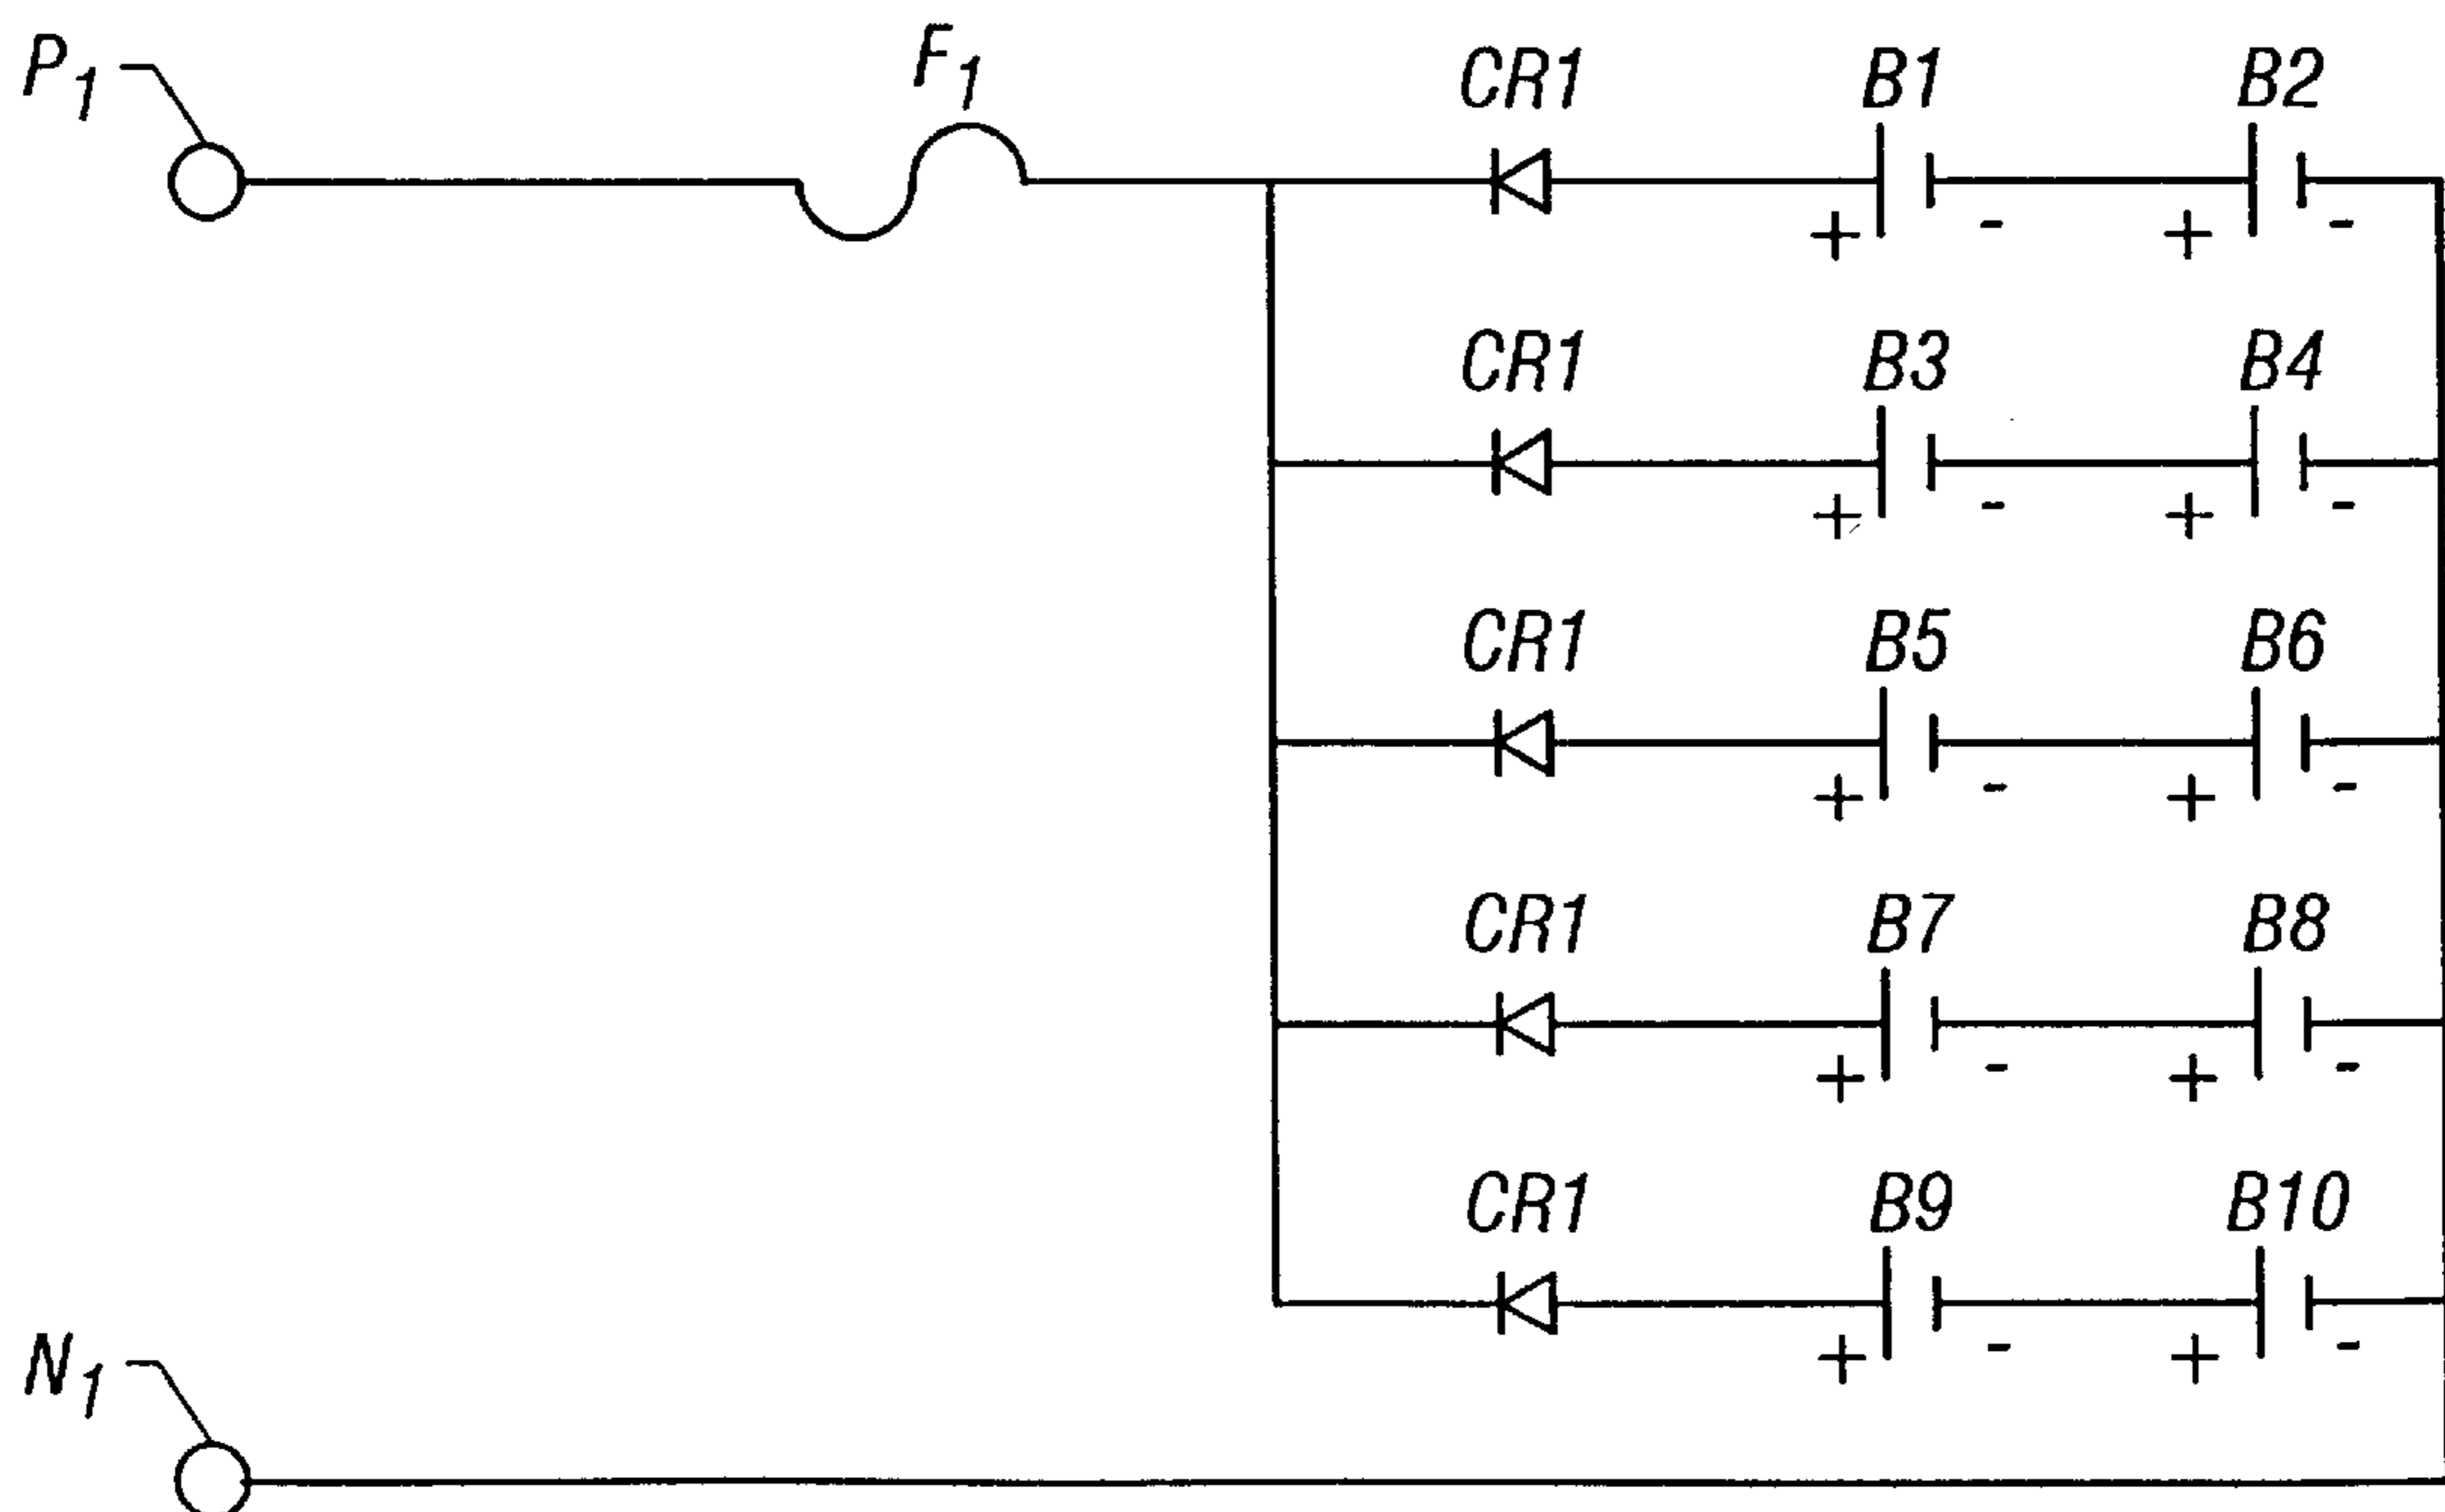 P1 F1 CR1 B1 B2
+ - + -
CR1 B3 B4
+ - + -
CR1 B5 B6
+ - + -
CR1 B7 B8
+ - + -
CR1 B9 B10
+ - + -
N1